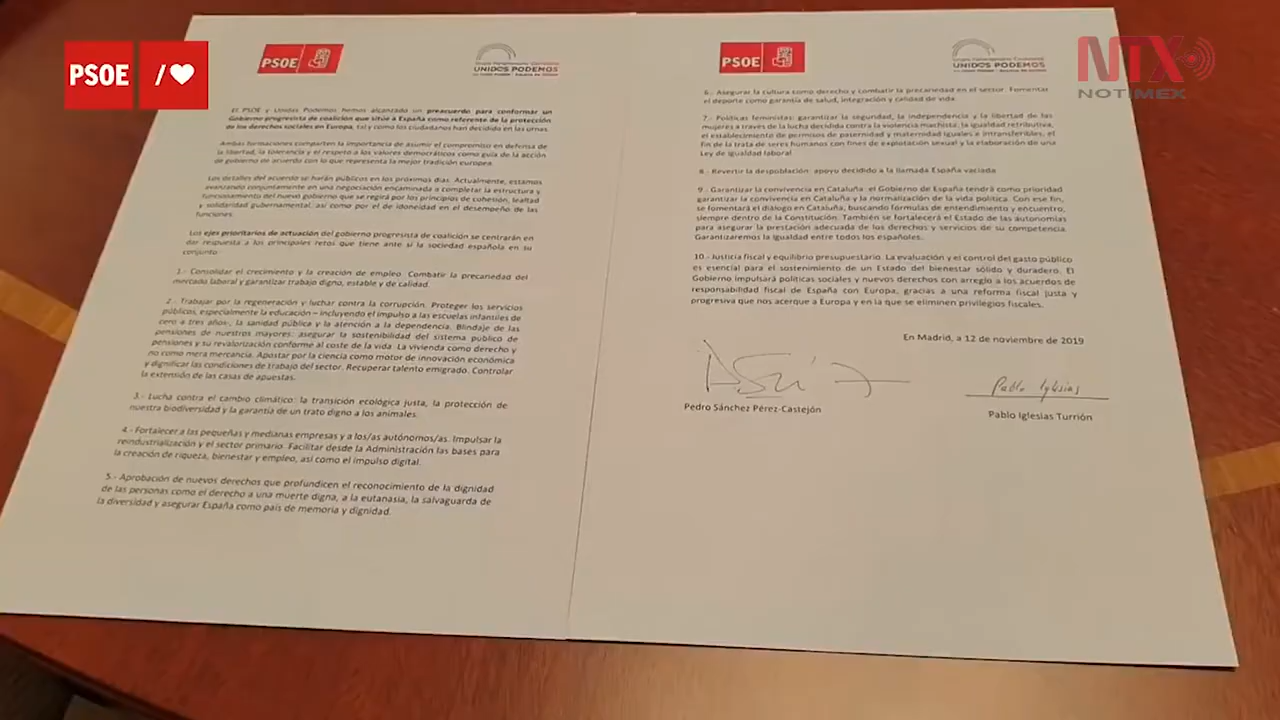 PSOE
NTX
NOTIMEX
PSOE
UNIDOS PODEMOS
El PSOE y Unidos Podemos hemos alcanzado un preacuerdo para conformar un
Gobierno progresista de coalición que sitúe a España como referente de la protección
de los derechos sociales en Europa, tal y como los ciudadanos han decidido en las urnas.
Ambas formaciones comparten la importancia de asumir el compromiso en defensa de
la libertad, la tolerancia y el respeto a los valores democráticos como guía de la acción
de gobierno de acuerdo con lo que representa la mejor tradición europea.
Los detalles del acuerdo se harán públicos en los próximos días. Actualmente, estamos
avanzando conjuntamente en una negociación encaminada a completar la estructura y
funcionamiento del nuevo gobierno que se regirá por los principios de cohesión, lealtad
y solidaridad gubernamental, así como por el de idoneidad en el desempeño de las
funciones.
Los ejes prioritarios de actuación del gobierno progresista de coalición se centrarán en
dar respuesta a los principales retos que tiene ante sí la sociedad española en su
conjunto:
1.- Consolidar el crecimiento y la creación de empleo. Combatir la precariedad del
mercado laboral y garantizar trabajo digno, estable y de calidad.
2.- Trabajar por la regeneración y luchar contra la corrupción. Proteger los servicios
públicos, especialmente la educación – incluyendo el impulso a las escuelas infantiles de
cero a tres años-, la sanidad pública y la atención a la dependencia. Blindaje de las
pensiones de nuestros mayores: asegurar la sostenibilidad del sistema público de
pensiones y su revalorización conforme al coste de la vida. La vivienda como derecho y
no como mera mercancía. Apostar por la ciencia como motor de innovación económica
y dignificar las condiciones de trabajo del sector. Recuperar talento emigrado. Controlar
la extensión de las casas de apuestas.
3.- Lucha contra el cambio climático: la transición ecológica justa, la protección de
nuestra biodiversidad y la garantía de un trato digno a los animales.
4.- Fortalecer a las pequeñas y medianas empresas y a los/as autónomos/as. Impulsar la
reindustrialización y el sector primario. Facilitar desde la Administración las bases para
la creación de riqueza, bienestar y empleo, así como el impulso digital.
5.- Aprobación de nuevos derechos que profundicen el reconocimiento de la dignidad
de las personas como el derecho a una muerte digna, a la eutanasia, la salvaguarda de
la diversidad y asegurar España como país de memoria y dignidad.
PSOE
UNIDOS PODEMOS
6.- Asegurar la cultura como derecho y combatir la precariedad en el sector. Fomentar
el deporte como garantía de salud, integración y calidad de vida.
7.- Políticas feministas: garantizar la seguridad, la independencia y la libertad de las
mujeres a través de la lucha decidida contra la violencia machista, la igualdad retributiva,
el establecimiento de permisos de paternidad y maternidad iguales e intransferibles, el
fin de la trata de seres humanos con fines de explotación sexual y la elaboración de una
Ley de igualdad laboral.
8.- Revertir la despoblación: apoyo decidido a la llamada España vaciada.
9.- Garantizar la convivencia en Cataluña: el Gobierno de España tendrá como prioridad
garantizar la convivencia en Cataluña y la normalización de la vida política. Con ese fin,
se fomentará el diálogo en Cataluña, buscando fórmulas de entendimiento y encuentro,
siempre dentro de la Constitución. También se fortalecerá el Estado de las autonomías
para asegurar la prestación adecuada de los derechos y servicios de su competencia.
Garantizaremos la igualdad entre todos los españoles.
10.- Justicia fiscal y equilibrio presupuestario. La evaluación y el control del gasto público
es esencial para el sostenimiento de un Estado del bienestar sólido y duradero. El
Gobierno impulsará políticas sociales y nuevos derechos con arreglo a los acuerdos de
responsabilidad fiscal de España con Europa, gracias a una reforma fiscal justa y
progresiva que nos acerque a Europa y en la que se eliminen privilegios fiscales.
En Madrid, a 12 de noviembre de 2019
Pablo Iglesias
Pedro Sánchez Pérez-Castejón
Pablo Iglesias Turrión